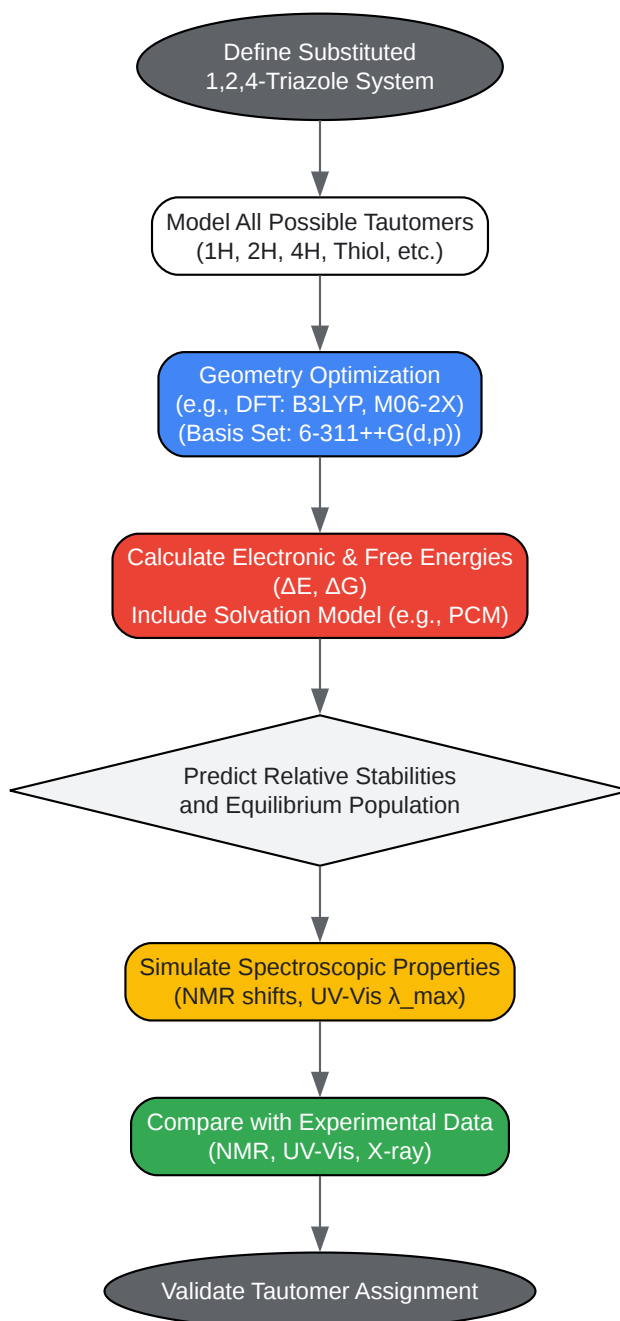 Define Substituted
1,2,4-Triazole System
Model All Possible Tautomers
(1H, 2H, 4H, Thiol, etc.)
Geometry Optimization
(e.g., DFT: B3LYP, M06-2X)
(Basis Set: 6-311++G(d,p))
Calculate Electronic & Free Energies
(ΔE, ΔG)
Include Solvation Model (e.g., PCM)
Predict Relative Stabilities
and Equilibrium Population
Simulate Spectroscopic Properties
(NMR shifts, UV-Vis λ_max)
Compare with Experimental Data
(NMR, UV-Vis, X-ray)
Validate Tautomer Assignment